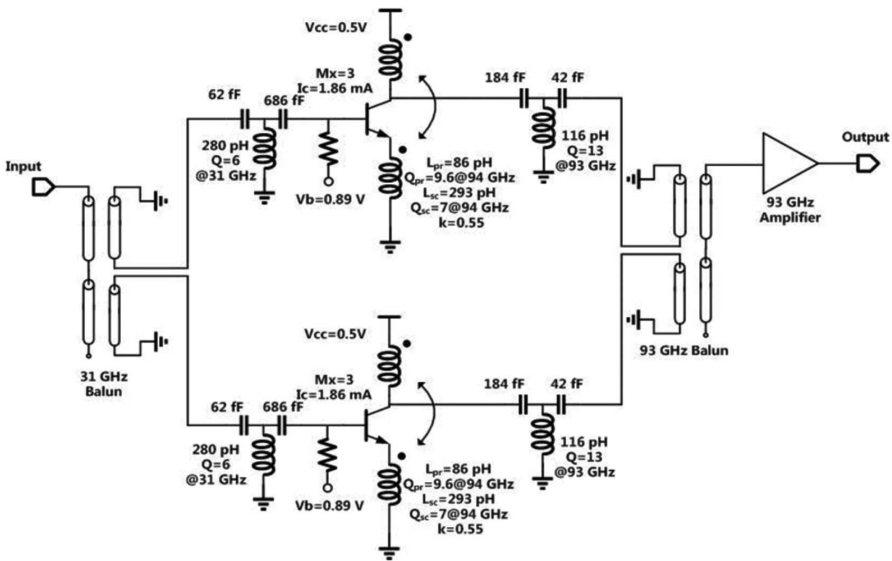 Vcc=0.5V
Mx=3
Ic=1.86 mA
62 fF
686 fF
280 pH
Q=6
@31 GHz
Vb=0.89 V
Lpr=86 pH
Qpr=9.6@94 GHz
Lsc=293 pH
Qsc=7@94 GHz
k=0.55
184 fF
42 fF
116 pH
Q=13
@93 GHz
Input
Output
93 GHz
Amplifier
31 GHz
Balun
93 GHz Balun
Vcc=0.5V
Mx=3
Ic=1.86 mA
62 fF
686 fF
280 pH
Q=6
@31 GHz
Vb=0.89 V
Lpr=86 pH
Qpr=9.6@94 GHz
Lsc=293 pH
Qsc=7@94 GHz
k=0.55
184 fF
42 fF
116 pH
Q=13
@93 GHz